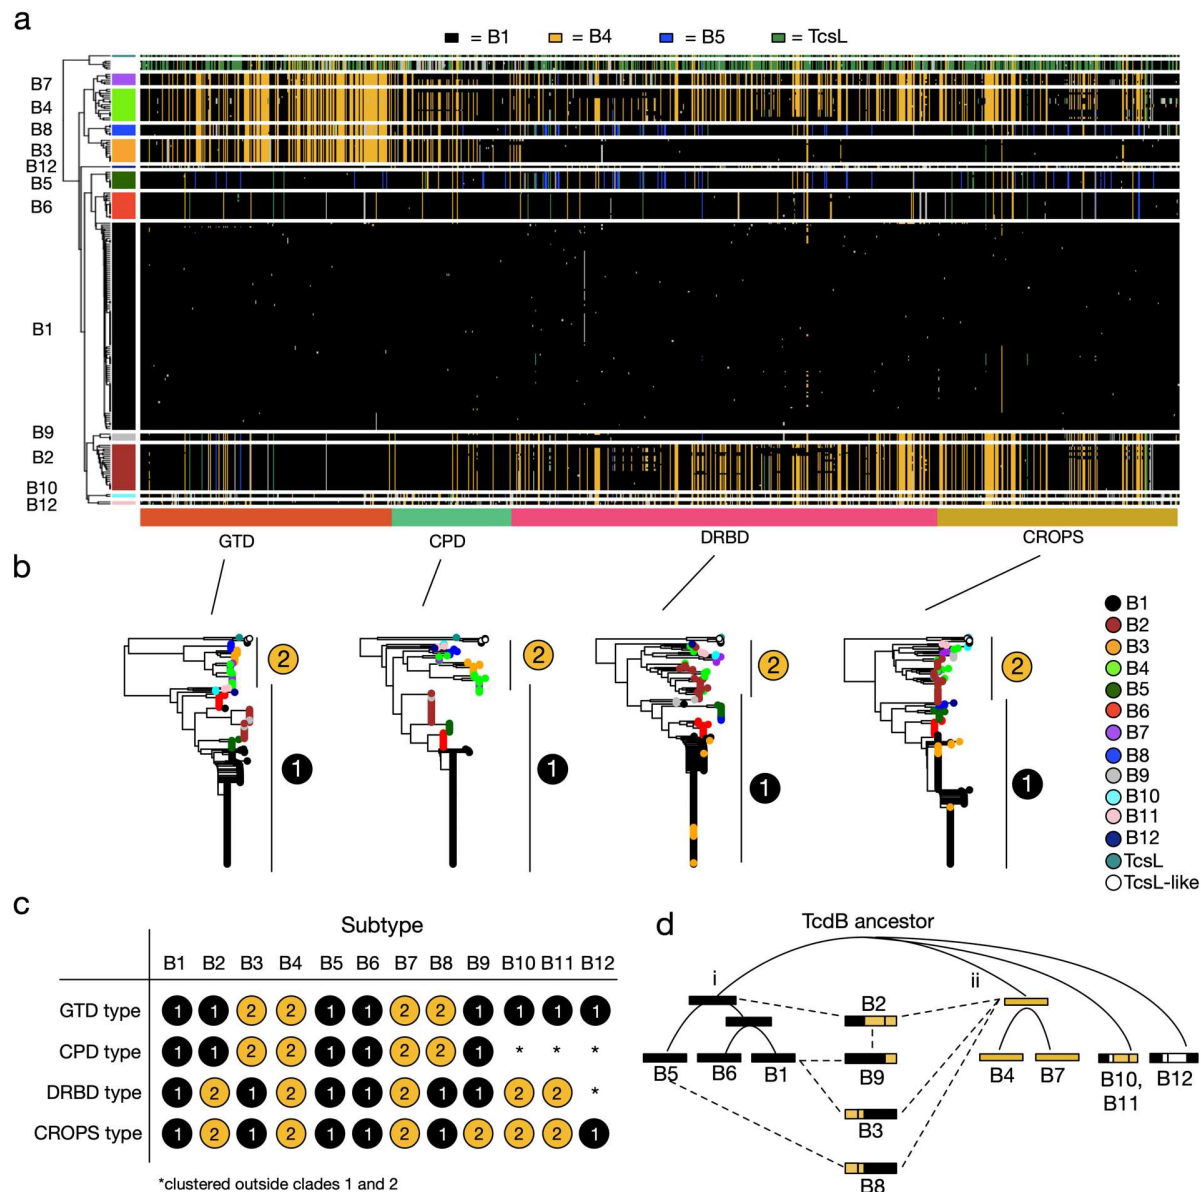 a
= B1 = B4 = B5 = TcsL
B7
B4
B8
B3
B12
B5
B6
B1
B9
B2
B10
B12
GTD CPD DRBD CROPS
b
2 2 2 2
1 1 1 1
B1
B2
B3
B4
B5
B6
B7
B8
B9
B10
B11
B12
TcsL
TcsL-like
c
Subtype
B1 B2 B3 B4 B5 B6 B7 B8 B9 B10 B11 B12
GTD type 1 1 2 2 1 1 2 2 1 1 1 1
CPD type 1 1 2 2 1 1 2 2 1 * * *
DRBD type 1 2 1 2 1 1 2 1 1 2 2 *
CROPS type 1 2 1 2 1 1 2 1 2 2 2 1
*clustered outside clades 1 and 2
d
TcdB ancestor
i ii
B2
B5 B6 B1 B9 B4 B7 B10, B12
B11
B3
B8